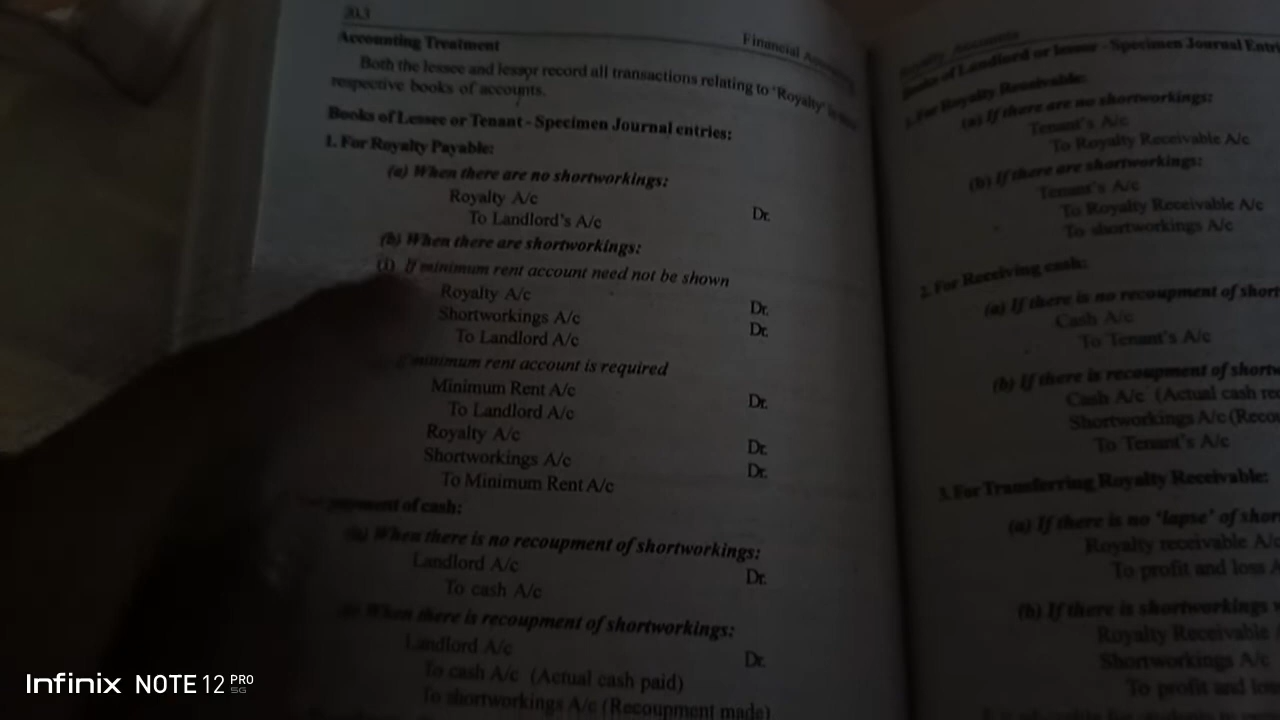 20.3
Financial
Accounting Treatment
Both the lessee and lessor record all transactions relating to 'Royalty' in
respective books of accounts.
Books of Lessee or Tenant - Specimen Journal entries:
1. For Royalty Payable:
(a) When there are no shortworkings:
Royalty A/c Dr.
To Landlord's A/c
(b) When there are shortworkings:
(i) If minimum rent account need not be shown
Royalty A/c Dr.
Shortworkings A/c Dr.
To Landlord A/c
minimum rent account is required
Minimum Rent A/c Dr.
To Landlord A/c
Royalty A/c Dr.
Shortworkings A/c Dr.
To Minimum Rent A/c
payment of cash:
(a) When there is no recoupment of shortworkings:
Landlord A/c Dr.
To cash A/c
When there is recoupment of shortworkings:
Landlord A/c Dr.
To cash A/c (Actual cash paid)
To shortworkings A/c (Recoupment made)
Books of Landlord or lessor - Specimen Journal
1. For Royalty Receivable:
(a) If there are no shortworkings:
Tenant's A/c
To Royalty Receivable A/c
(b) If there are shortworkings:
Tenant's A/c
To Royalty Receivable A/c
To shortworkings A/c
2. For Receiving cash:
(a) If there is no recoupment of
Cash A/c
To Tenant's A/c
(b) If there is recoupment of
Cash A/c (Actual cash
Shortworkings A/c
To Tenant's A/c
3. For Transferring Royalty Receivable:
(a) If there is no 'lapse' of
Royalty receivable A/c
To profit and loss
(b) If there is shortworkings
Royalty Receivable
Shortworkings A/c
To profit and
Infinix NOTE 12 PRO 5G